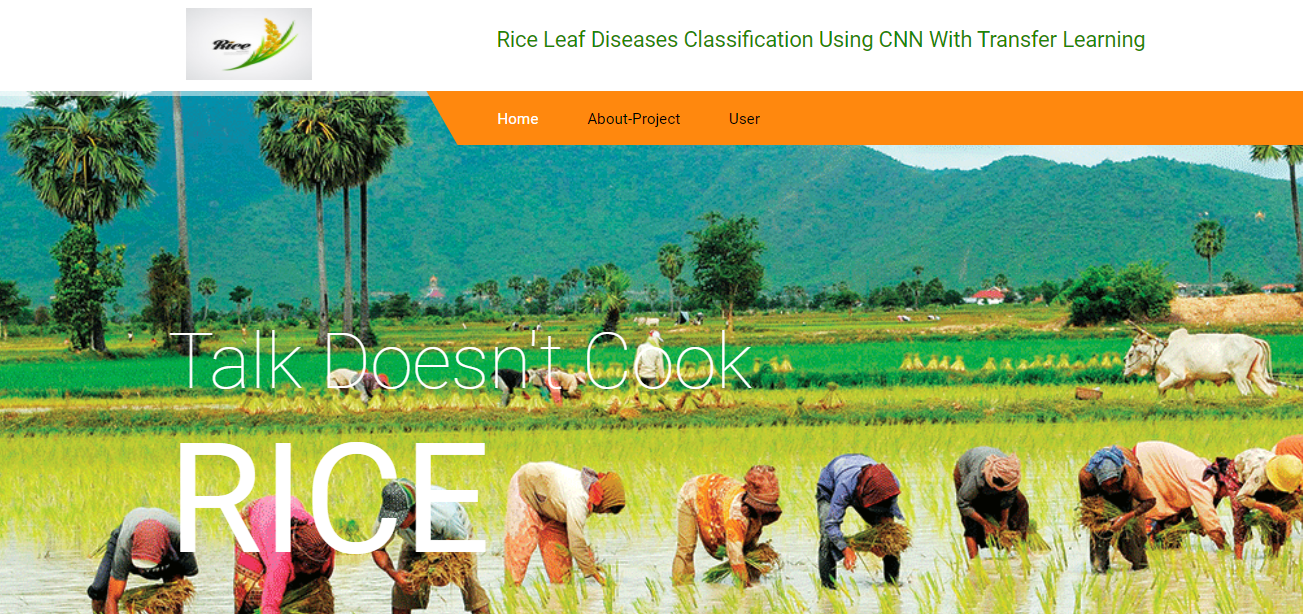 Rice
Rice Leaf Diseases Classification Using CNN With Transfer Learning
Home About-Project User
Talk Doesn't Cook
RICE